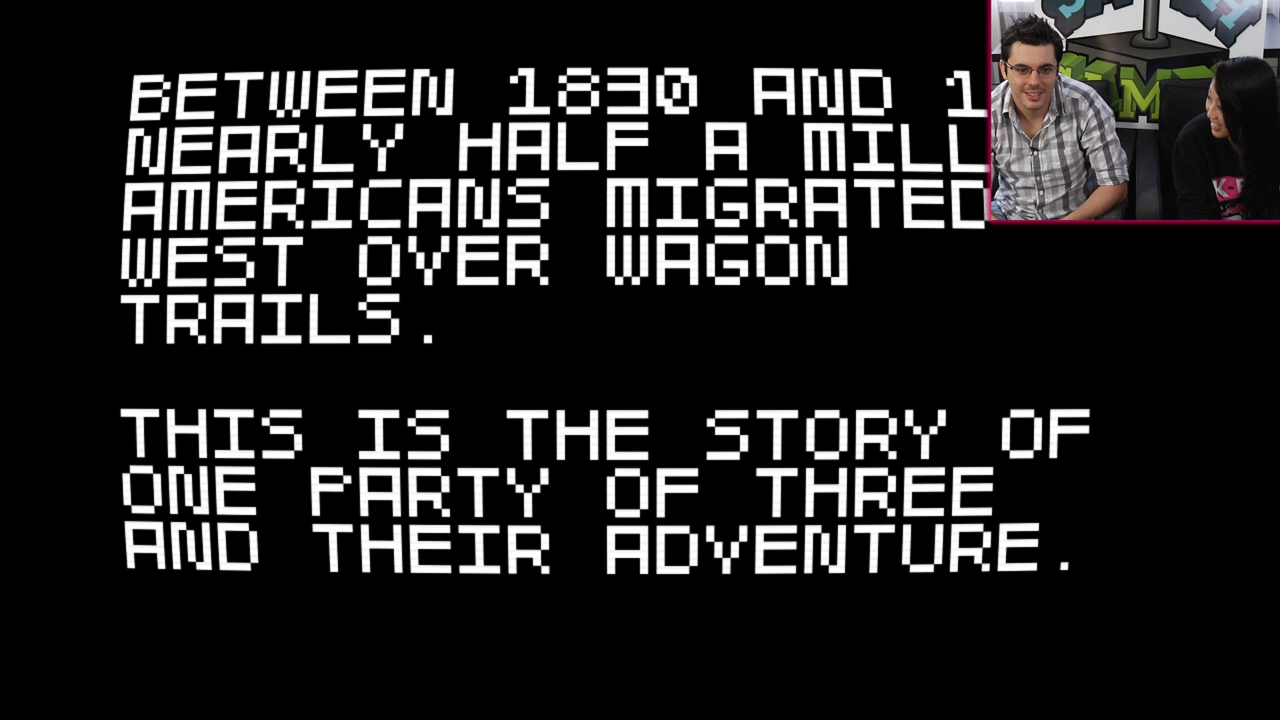 BETWEEN 1830 AND 1
NEARLY HALF A MILL
AMERICANS MIGRATED
WEST OVER WAGON
TRAILS.
THIS IS THE STORY OF
ONE PARTY OF THREE
AND THEIR ADVENTURE.